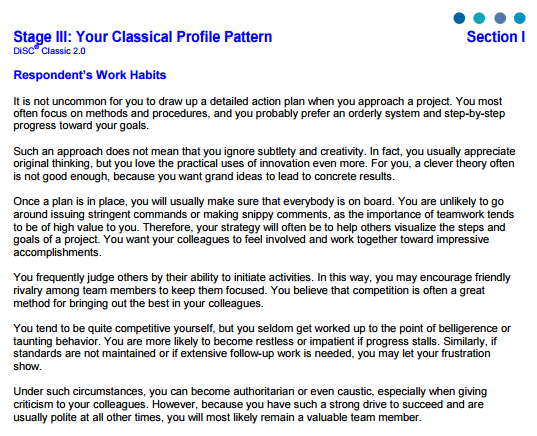 Stage III: Your Classical Profile Pattern
Section I
DiSC® Classic 2.0
Respondent's Work Habits
It is not uncommon for you to draw up a detailed action plan when you approach a project. You most
often focus on methods and procedures, and you probably prefer an orderly system and step-by-step
progress toward your goals.
Such an approach does not mean that you ignore subtlety and creativity. In fact, you usually appreciate
original thinking, but you love the practical uses of innovation even more. For you, a clever theory often
is not good enough, because you want grand ideas to lead to concrete results.
Once a plan is in place, you will usually make sure that everybody is on board. You are unlikely to go
around issuing stringent commands or making snippy comments, as the importance of teamwork tends
to be of high value to you. Therefore, your strategy will often be to help others visualize the steps and
goals of a project. You want your colleagues to feel involved and work together toward impressive
accomplishments.
You frequently judge others by their ability to initiate activities. In this way, you may encourage friendly
rivalry among team members to keep them focused. You believe that competition is often a great
method for bringing out the best in your colleagues.
You tend to be quite competitive yourself, but you seldom get worked up to the point of belligerence or
taunting behavior. You are more likely to become restless or impatient if progress stalls. Similarly, if
standards are not maintained or if extensive follow-up work is needed, you may let your frustration
show.
Under such circumstances, you can become authoritarian or even caustic, especially when giving
criticism to your colleagues. However, because you have such a strong drive to succeed and are
usually polite at all other times, you will most likely remain a valuable team member.